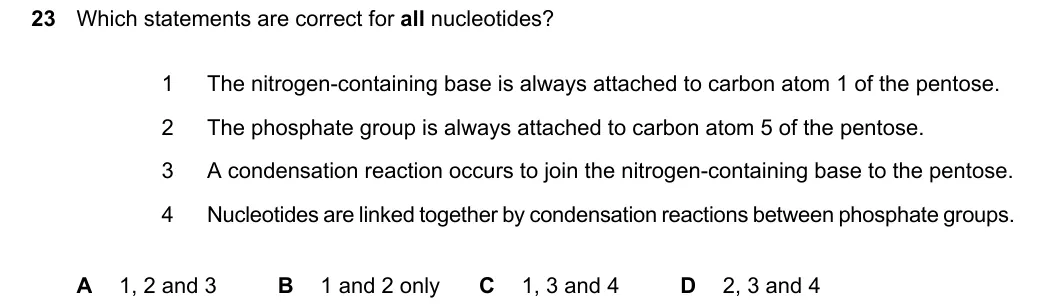 23 Which statements are correct for all nucleotides?
1 The nitrogen-containing base is always attached to carbon atom 1 of the pentose.
2 The phosphate group is always attached to carbon atom 5 of the pentose.
3 A condensation reaction occurs to join the nitrogen-containing base to the pentose.
4 Nucleotides are linked together by condensation reactions between phosphate groups.
A 1, 2 and 3 B 1 and 2 only C 1, 3 and 4 D 2, 3 and 4